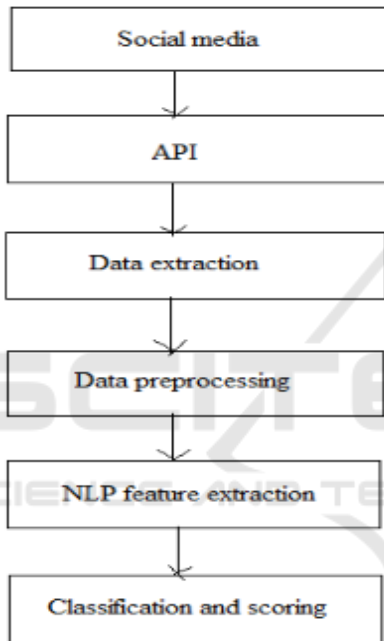 Social media
API
Data extraction
Data preprocessing
NLP feature extraction
Classification and scoring